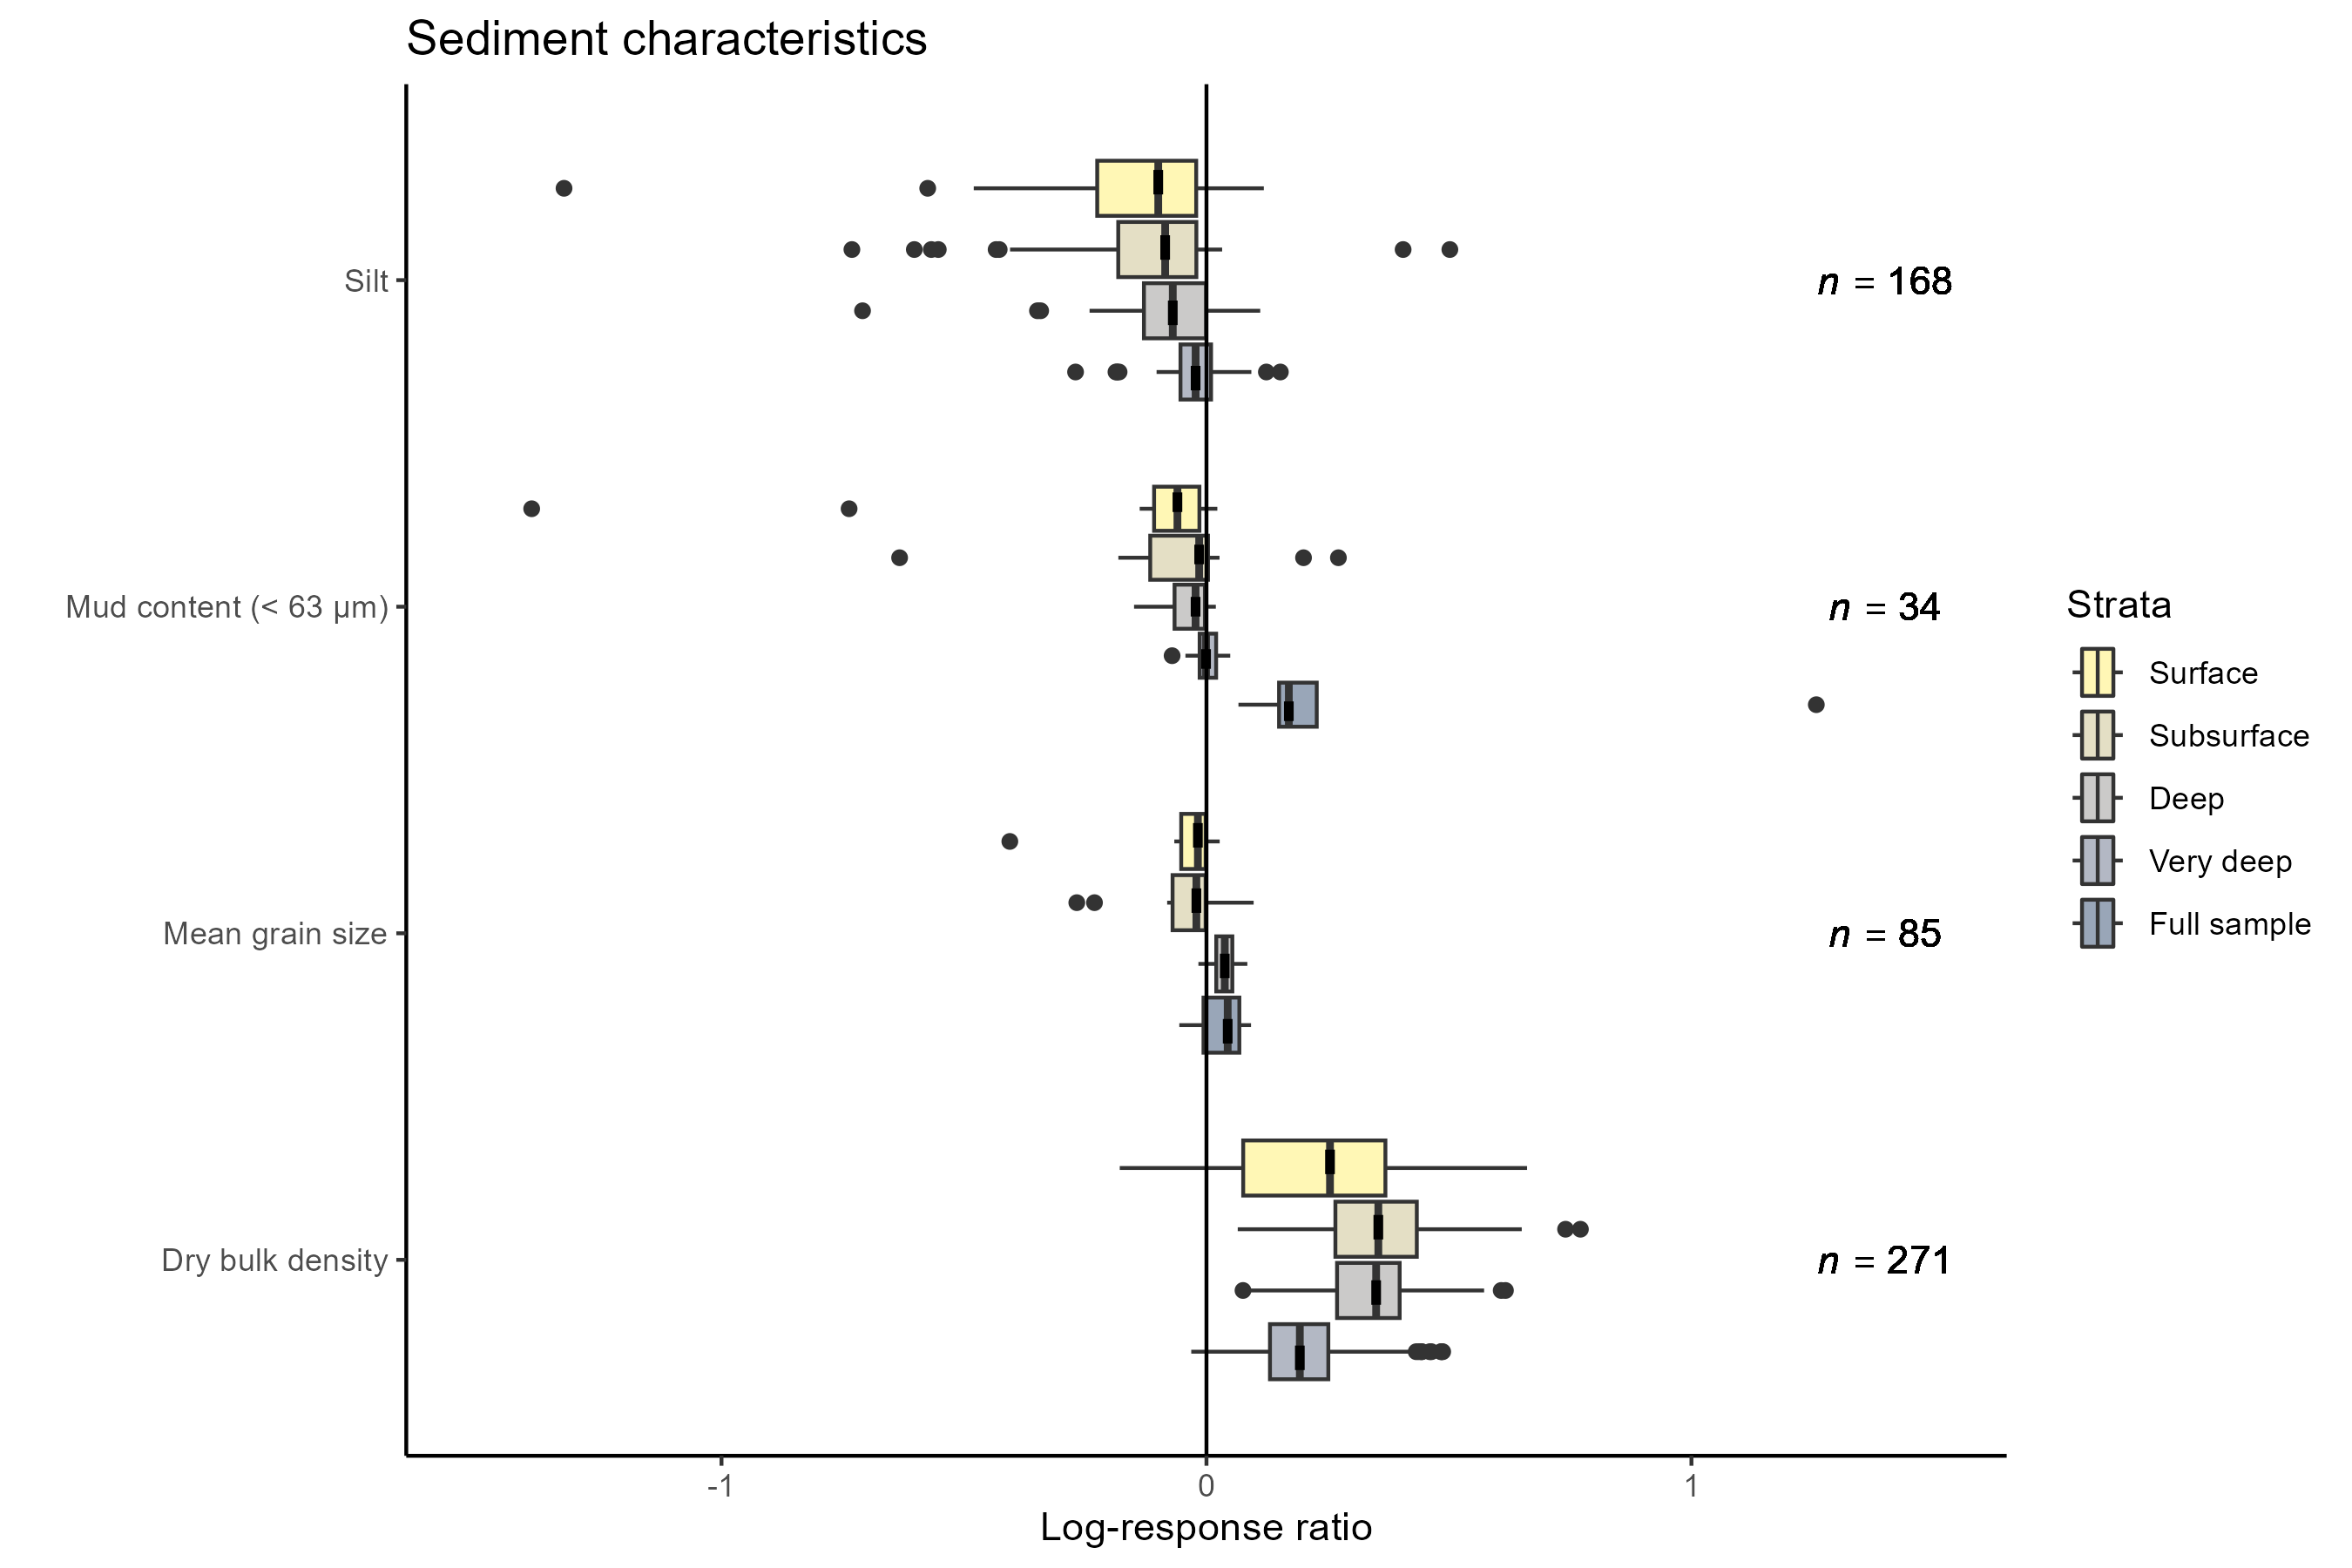 Sediment characteristics
Silt
n = 168
Mud content (< 63 μm)
n = 34
Mean grain size
n = 85
Dry bulk density
n = 271
-1
0
1
Log-response ratio
Strata
Surface
Subsurface
Deep
Very deep
Full sample